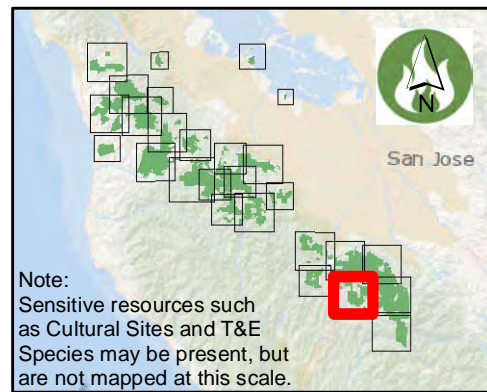 N
San Jose
Note:
Sensitive resources such
as Cultural Sites and T&E
Species may be present, but
are not mapped at this scale.